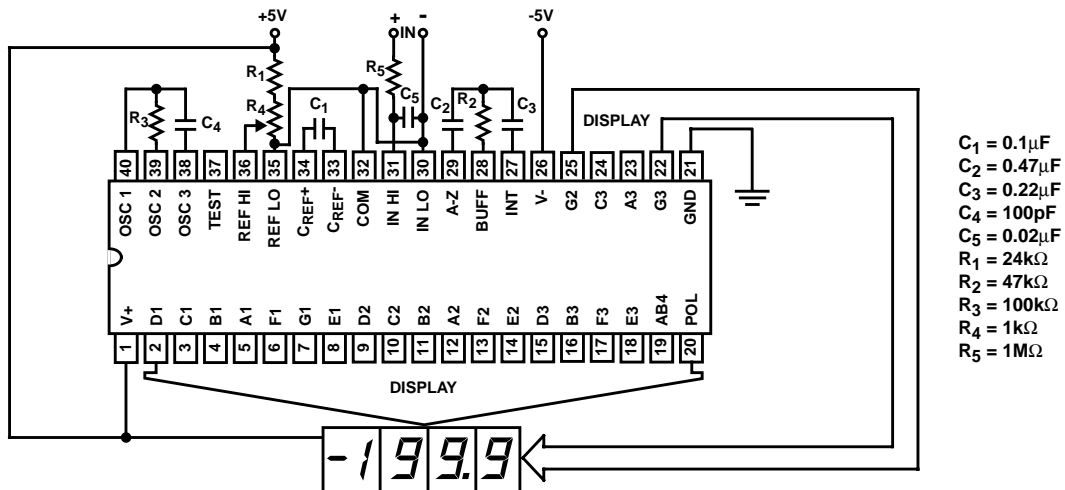 +5V
+ IN -
-5V
R1
R5
C5
R4
C1
C2
R2
C3
R3
C4
DISPLAY
40 39 38 37 36 35 34 33 32 31 30 29 28 27 26 25 24 23 22 21
OSC 1 OSC 2 OSC 3 TEST REF HI REF LO CREF+ CREF- COM IN HI IN LO A-Z BUFF INT V- G2 C3 A3 G3 GND
V+ D1 C1 B1 A1 F1 G1 E1 D2 C2 B2 A2 F2 E2 D3 B3 F3 E3 AB4 POL
1 2 3 4 5 6 7 8 9 10 11 12 13 14 15 16 17 18 19 20
DISPLAY
-199.9
C1 = 0.1μF
C2 = 0.47μF
C3 = 0.22μF
C4 = 100pF
C5 = 0.02μF
R1 = 24kΩ
R2 = 47kΩ
R3 = 100kΩ
R4 = 1kΩ
R5 = 1MΩ